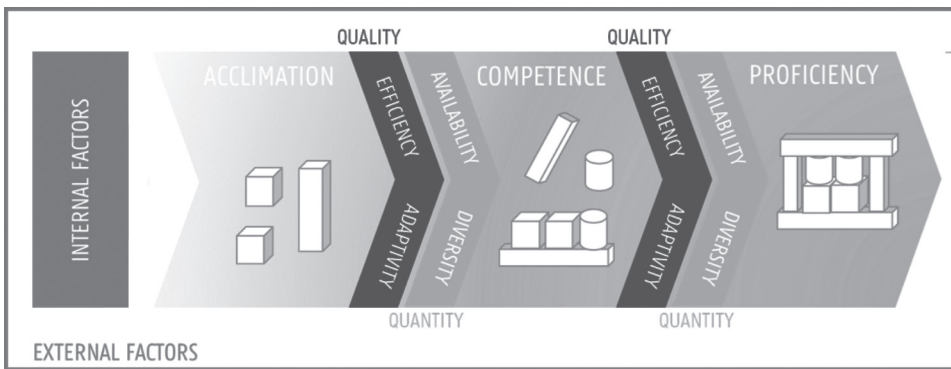 QUALITY
QUALITY
INTERNAL FACTORS
ACCLIMATION
EFFICIENCY
ADAPTIVITY
AVAILABILITY
DIVERSITY
COMPETENCE
EFFICIENCY
ADAPTIVITY
AVAILABILITY
DIVERSITY
PROFICIENCY
QUANTITY
QUANTITY
EXTERNAL FACTORS